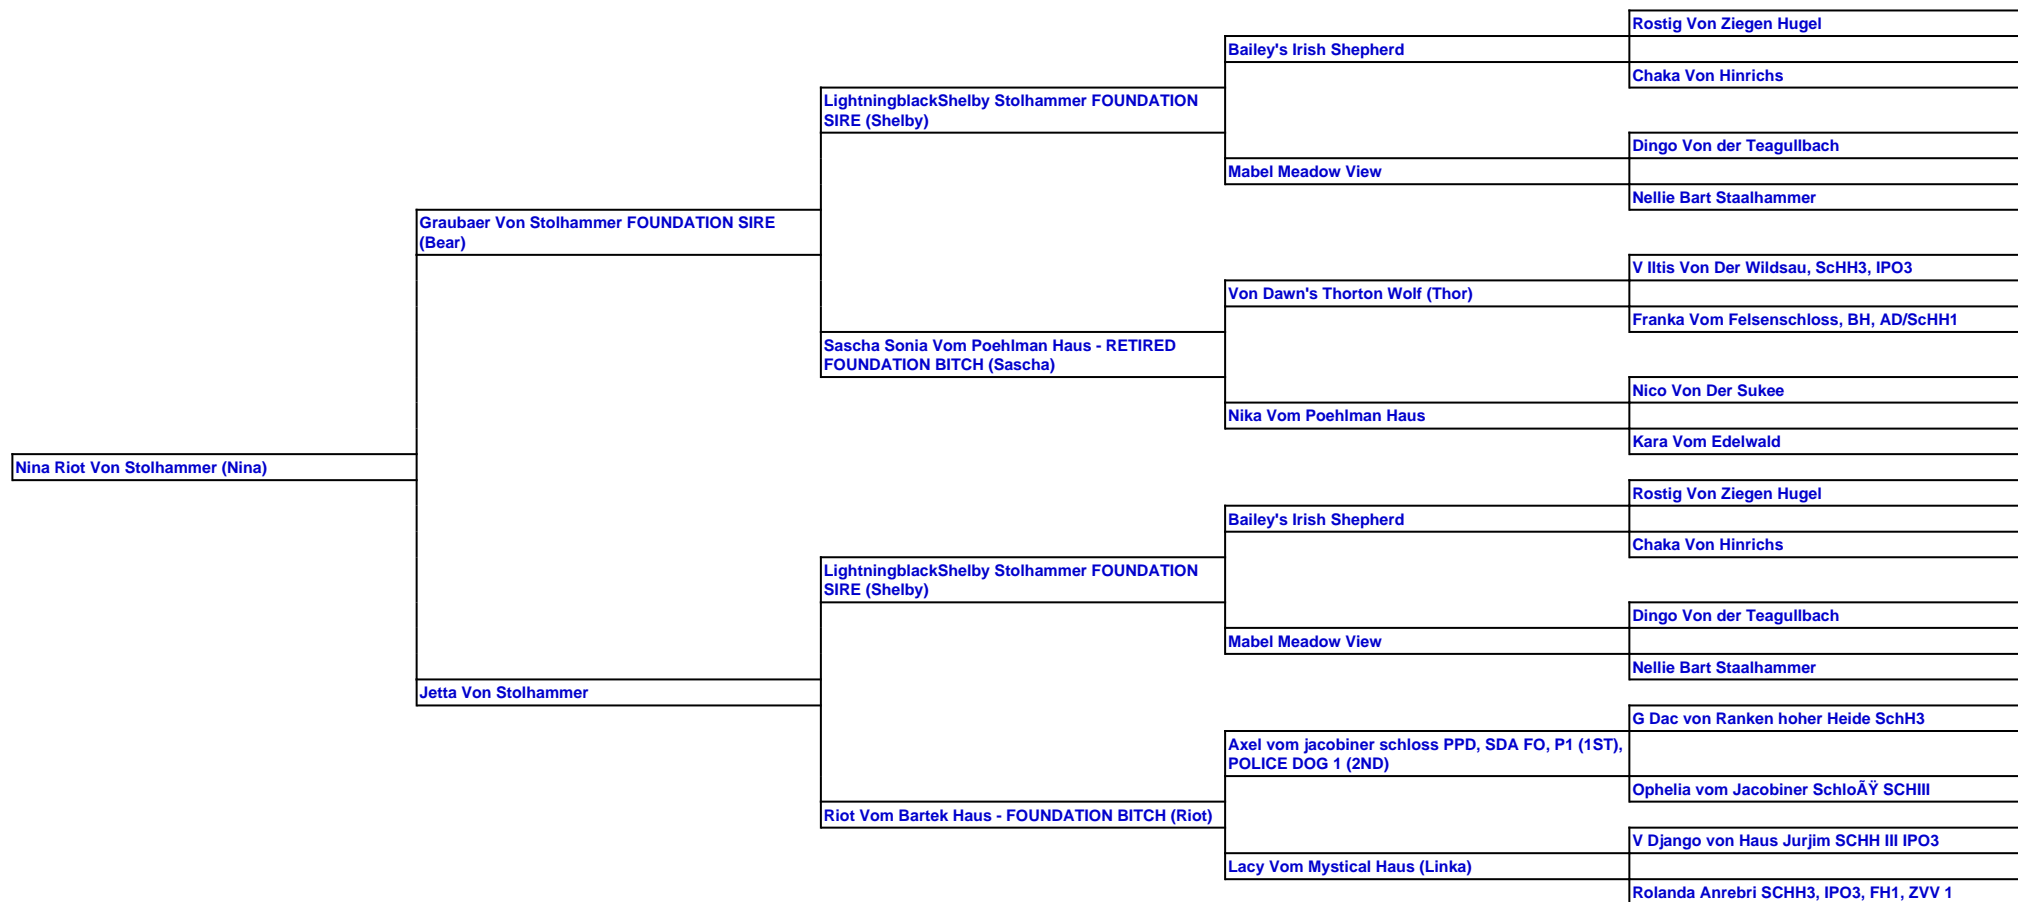 Rostig Von Ziegen Hugel
Bailey's Irish Shepherd
Chaka Von Hinrichs
LightningblackShelby Stolhammer FOUNDATION
SIRE (Shelby)
Dingo Von der Teagullbach
Mabel Meadow View
Nellie Bart Staalhammer
Graubaer Von Stolhammer FOUNDATION SIRE
(Bear)
V Iltis Von Der Wildsau, ScHH3, IPO3
Von Dawn's Thorton Wolf (Thor)
Franka Vom Felsenschloss, BH, AD/ScHH1
Sascha Sonia Vom Poehlman Haus - RETIRED
FOUNDATION BITCH (Sascha)
Nico Von Der Sukee
Nika Vom Poehlman Haus
Kara Vom Edelwald
Nina Riot Von Stolhammer (Nina)
Rostig Von Ziegen Hugel
Bailey's Irish Shepherd
Chaka Von Hinrichs
LightningblackShelby Stolhammer FOUNDATION
SIRE (Shelby)
Dingo Von der Teagullbach
Mabel Meadow View
Nellie Bart Staalhammer
Jetta Von Stolhammer
G Dac von Ranken hoher Heide SchH3
Axel vom jacobiner schloss PPD, SDA FO, P1 (1ST),
POLICE DOG 1 (2ND)
Ophelia vom Jacobiner SchloÃŸ SCHIII
Riot Vom Bartek Haus - FOUNDATION BITCH (Riot)
V Django von Haus Jurjim SCHH III IPO3
Lacy Vom Mystical Haus (Linka)
Rolanda Anrebri SCHH3, IPO3, FH1, ZVV 1